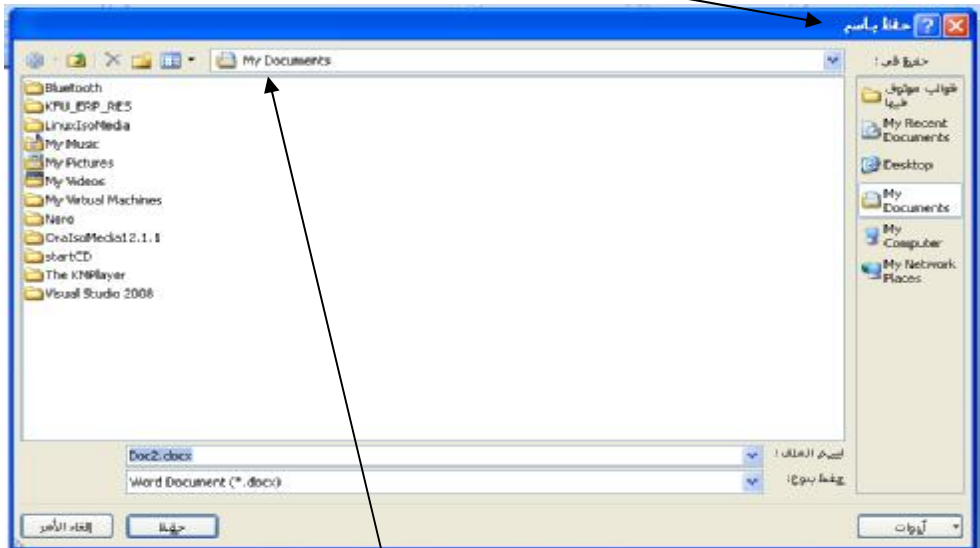 حفظ باسم
حفظ في:
My Documents
قوالب موثوق
فيها
My Recent
Documents
Desktop
My
Documents
My
Computer
My Network
Places
Bluetooth
KPU_ERP_RES
LinuxIsoMedia
My Music
My Pictures
My Videos
My Virtual Machines
Nero
OraIsoMedia12.1.1
startCD
The KMPlayer
Visual Studio 2008
اسم الملف:
Doc2.docx
حفظ بنوع:
Word Document (*.docx)
أدوات
حفظ
إلغاء الأمر